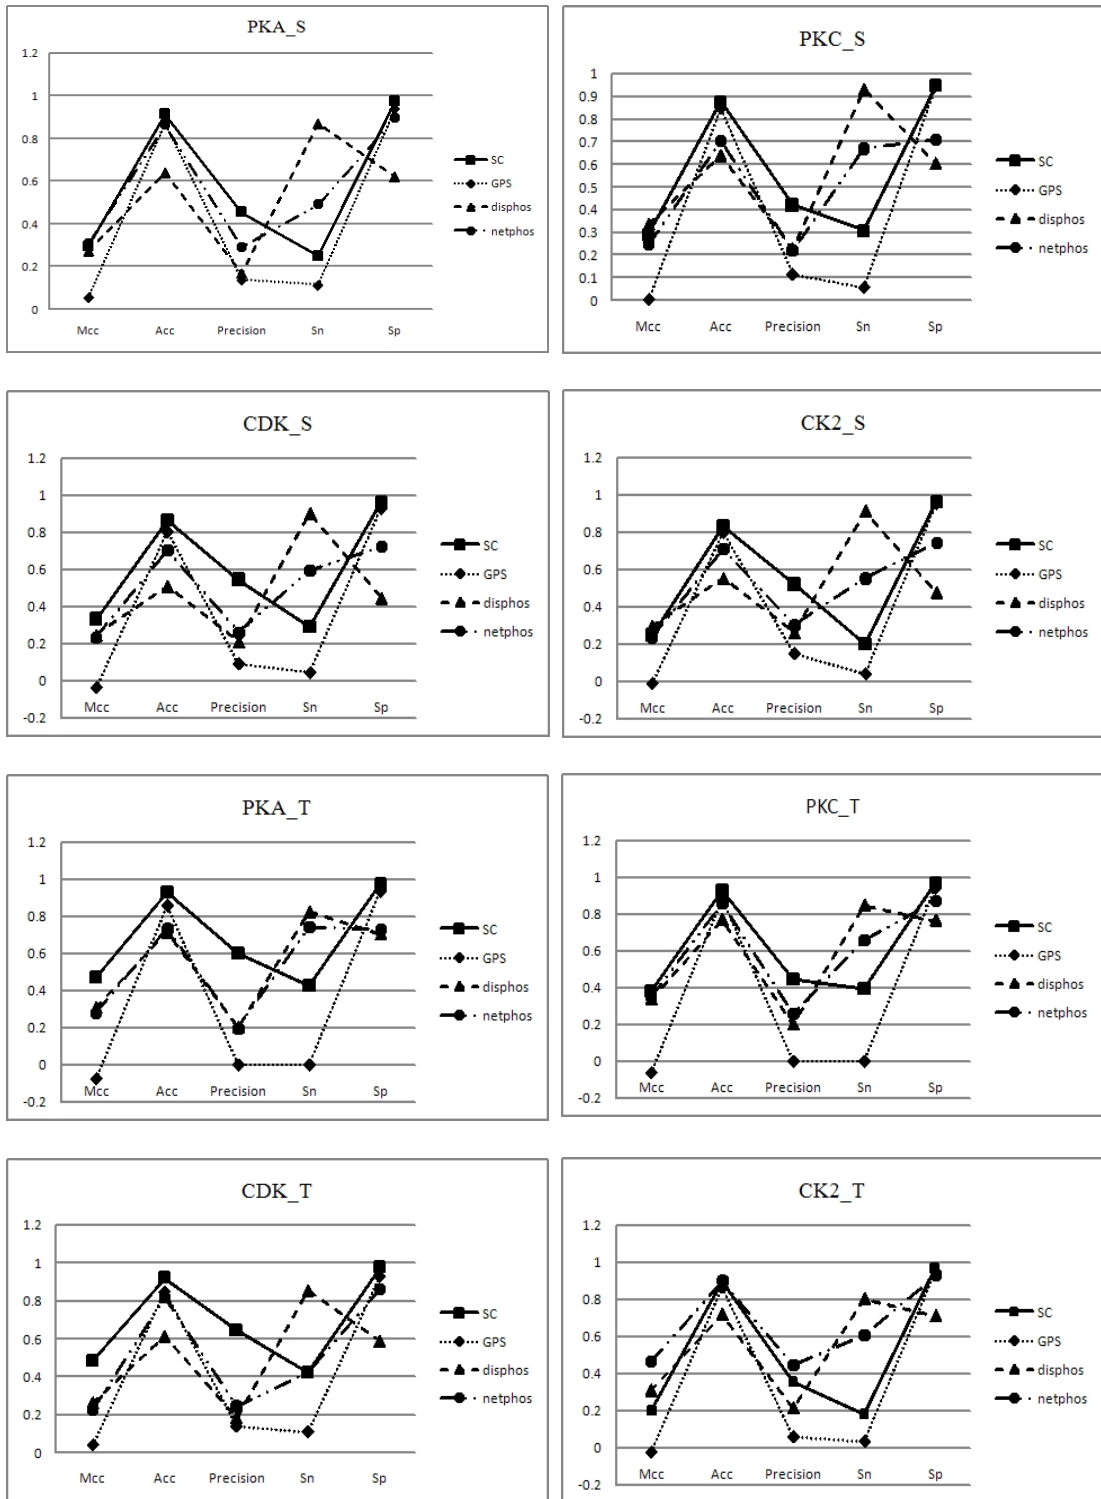 PKA_S
1.2
1
0.8
0.6
0.4
0.2
0
Mcc Acc Precision Sn Sp
SC
GPS
disphos
netphos
PKC_S
1
0.9
0.8
0.7
0.6
0.5
0.4
0.3
0.2
0.1
0
Mcc Acc Precision Sn Sp
SC
GPS
disphos
netphos
CDK_S
1.2
1
0.8
0.6
0.4
0.2
0
-0.2
Mcc Acc Precision Sn Sp
SC
GPS
disphos
netphos
CK2_S
1.2
1
0.8
0.6
0.4
0.2
0
-0.2
Mcc Acc Precision Sn Sp
SC
GPS
disphos
netphos
PKA_T
1.2
1
0.8
0.6
0.4
0.2
0
-0.2
Mcc Acc Precision Sn Sp
SC
GPS
disphos
netphos
PKC_T
1.2
1
0.8
0.6
0.4
0.2
0
-0.2
Mcc Acc Precision Sn Sp
SC
GPS
disphos
netphos
CDK_T
1.2
1
0.8
0.6
0.4
0.2
0
Mcc Acc Precision Sn Sp
SC
GPS
disphos
netphos
CK2_T
1.2
1
0.8
0.6
0.4
0.2
0
-0.2
Mcc Acc Precision Sn Sp
SC
GPS
disphos
netphos